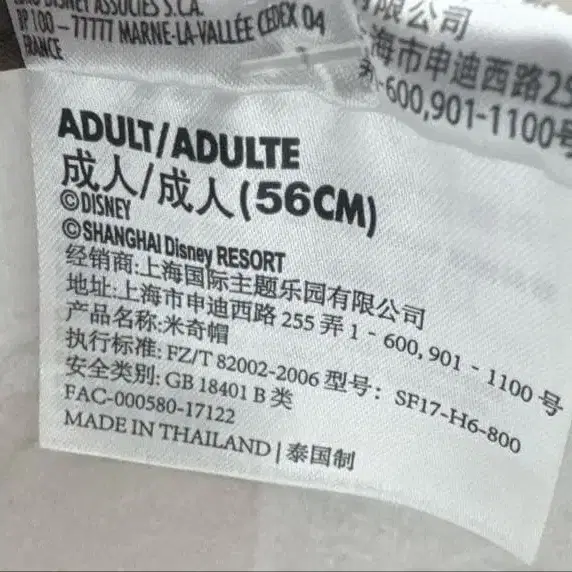 DISNEY ASSOCIÉS S.C.A.
BP 100 – 77777 MARNE-LA-VALLÉE CEDEX 04
FRANCE
有限公司
海市申迪西路25
-600,901-1100号
ADULT/ADULTE
成人/成人(56CM)
©DISNEY
©SHANGHAI Disney RESORT
经销商:上海国际主题乐园有限公司
地址:上海市申迪西路 255 弄 1 - 600, 901 - 1100 号
产品名称:米奇帽
执行标准: FZ/T 82002-2006 型号: SF17-H6-800
安全类别: GB 18401 B 类
FAC-000580-17122
MADE IN THAILAND | 泰国制